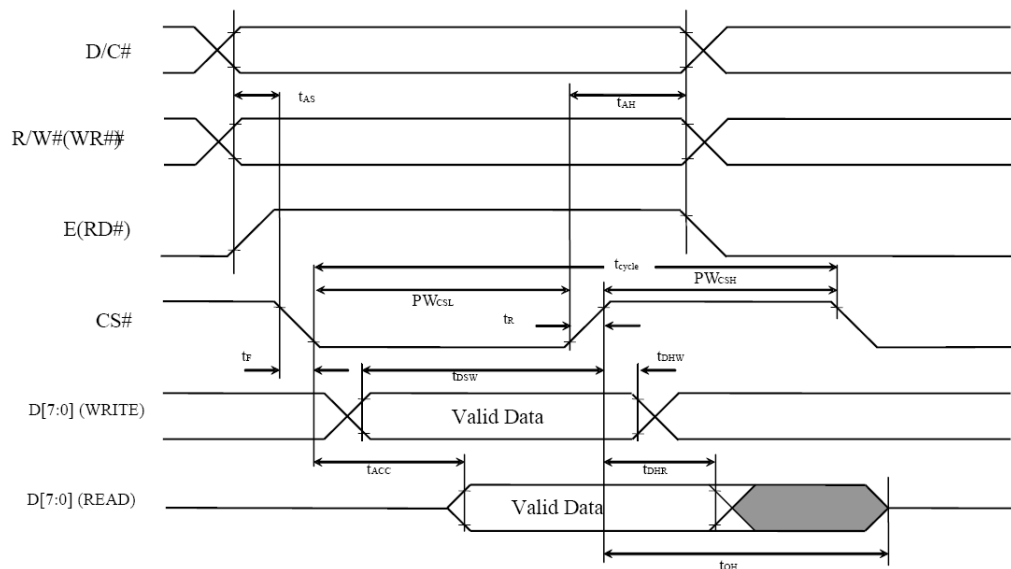 D/C#
tAS
tAH
R/W#(WR##)
E(RD#)
tcycle
PWCSL
PWCSH
CS#
tR
tF
tDSW
tDHW
D[7:0] (WRITE)
Valid Data
tACC
tDHR
D[7:0] (READ)
Valid Data
tOH